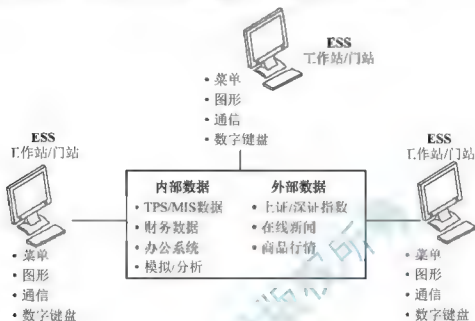 ESS
工作站/门站
• 菜单
• 图形
• 通信
• 数字键盘
ESS
工作站/门站
• 菜单
• 图形
• 通信
• 数字键盘
内部数据
• TPS/MIS数据
• 财务数据
• 办公系统
• 模拟/分析
外部数据
• 上证/深证指数
• 在线新闻
• 商品行情
ESS
工作站/门站
• 菜单
• 图形
• 通信
• 数字键盘